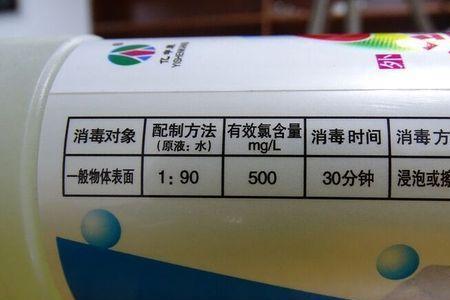 YISHENKANG
外
消毒对象 配制方法 有效氯含量 消毒时间 消毒方
(原液:水) mg/L
一般物体表面 1:90 500 30分钟 浸泡或擦